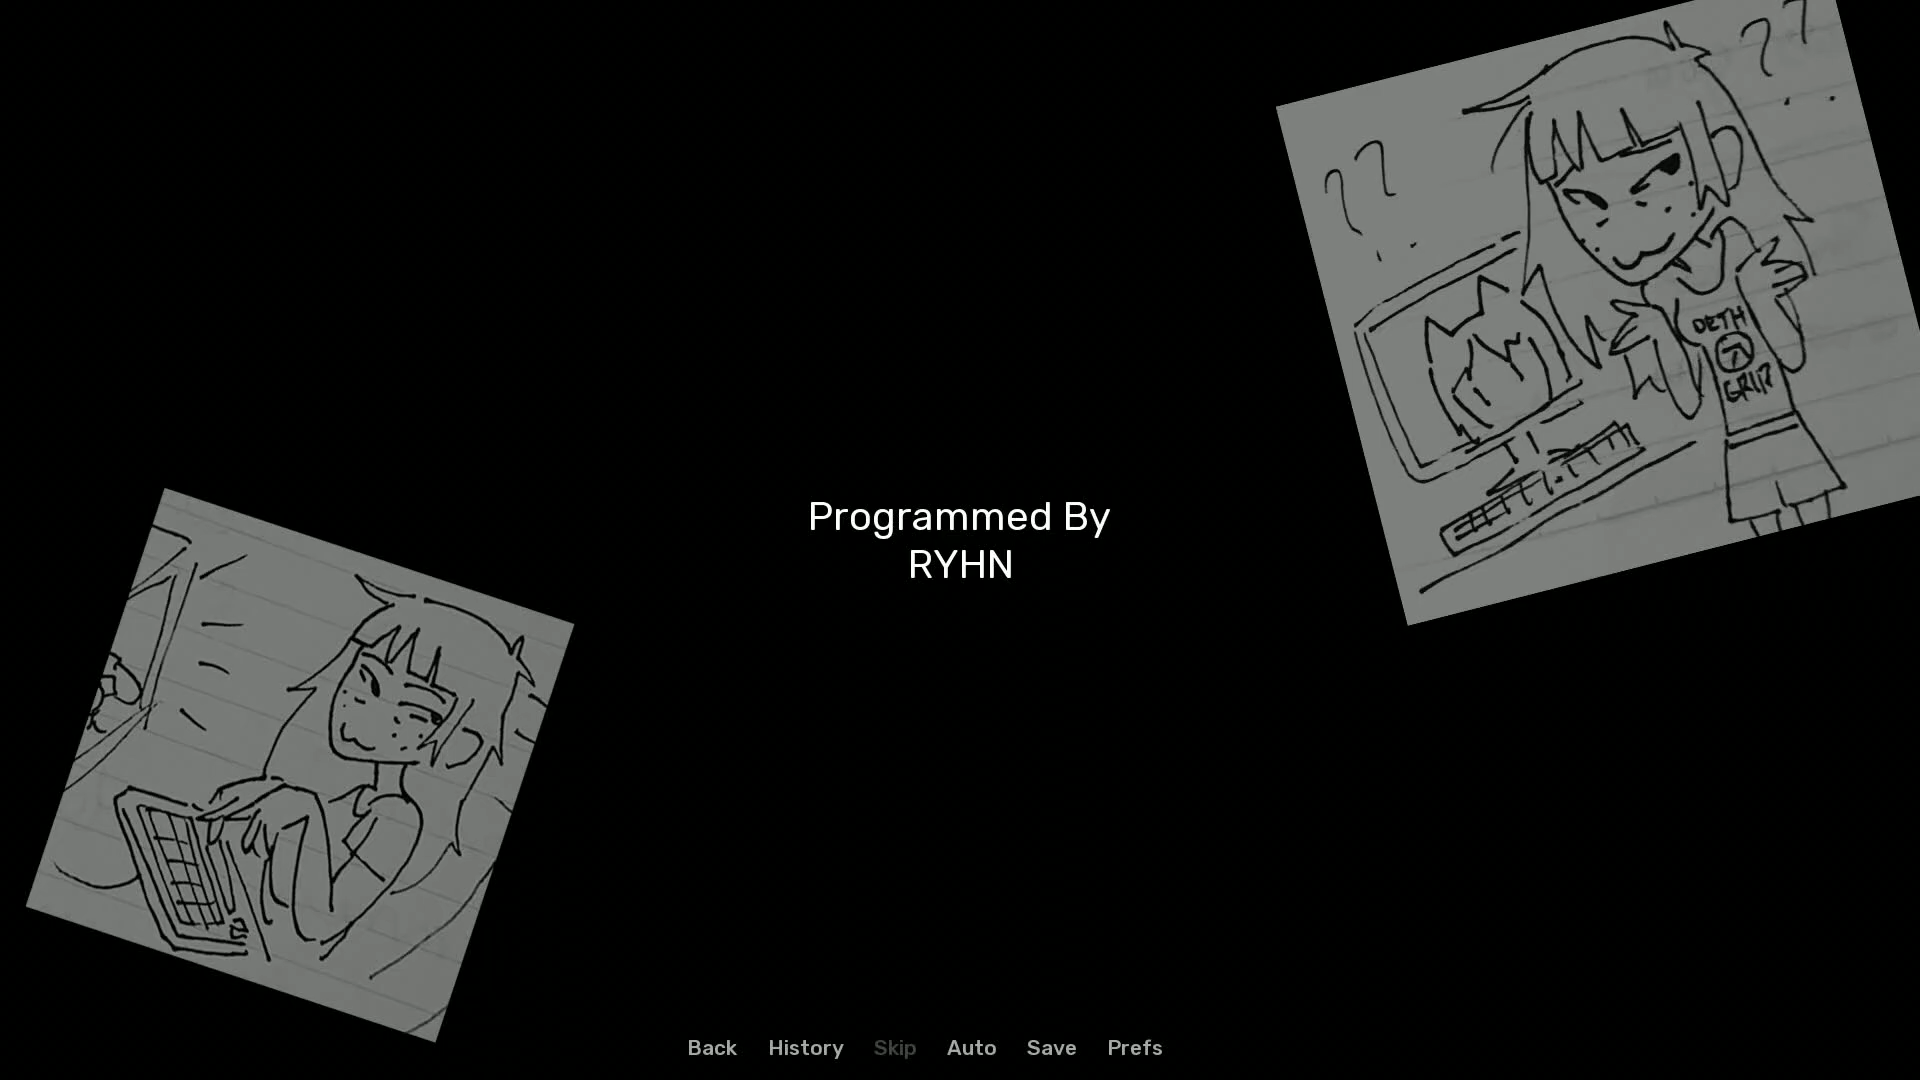 ??
??
DETH
GRIP
Programmed By
RYHN
Back History Skip Auto Save Prefs